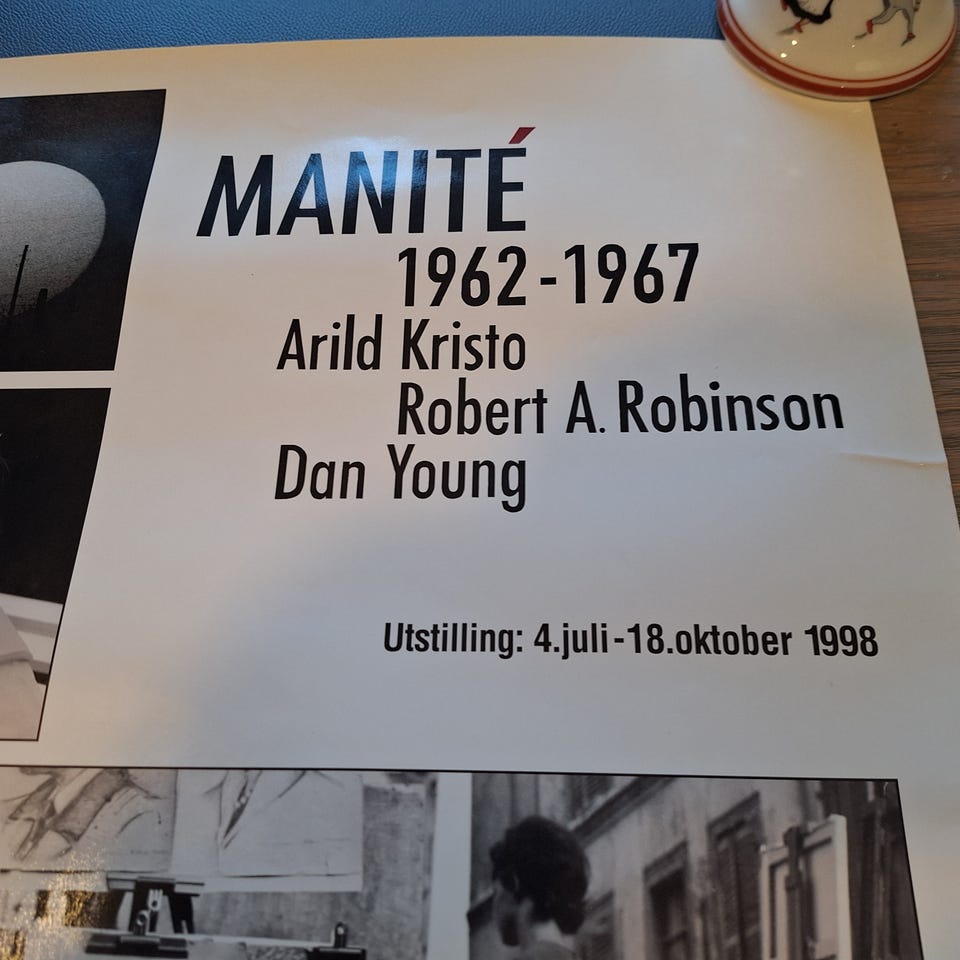 MANITÉ
1962-1967
Arild Kristo
Robert A. Robinson
Dan Young
Utstilling: 4.juli-18.oktober 1998